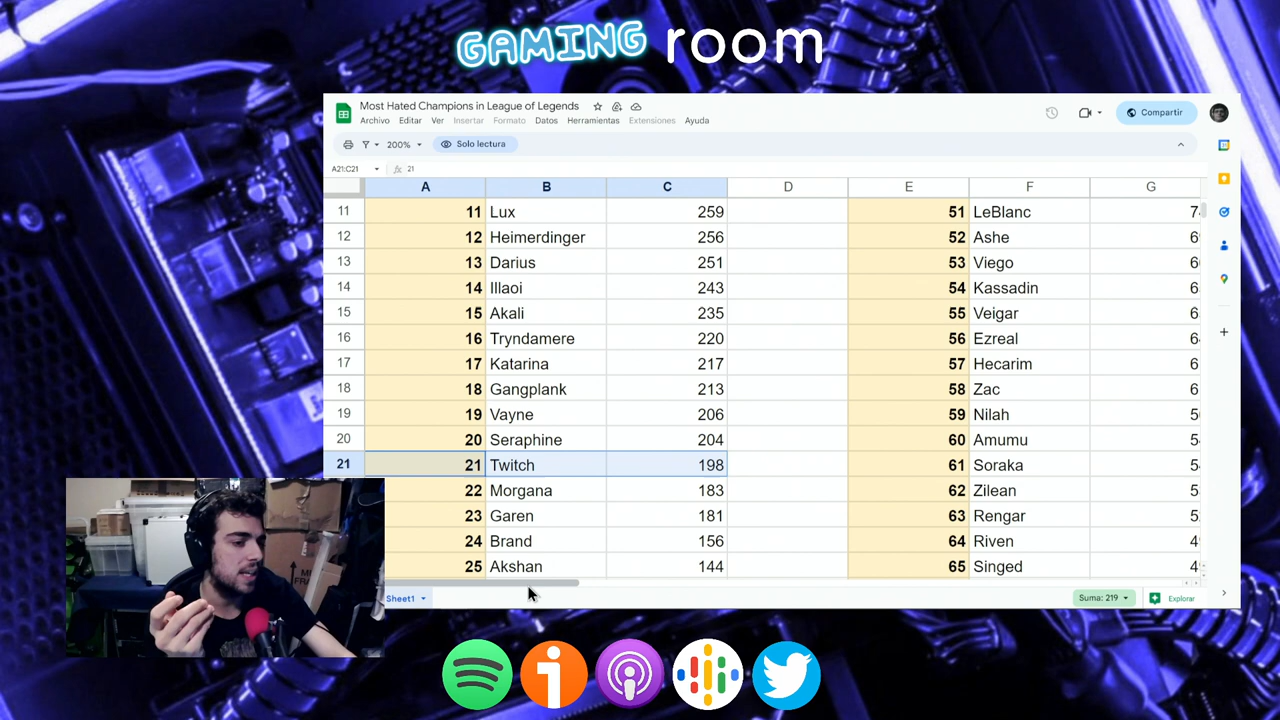 GAMING room
Most Hated Champions in League of Legends
Archivo Editar Ver Insertar Formato Datos Herramientas Extensiones Ayuda
Compartir
200% Solo lectura
A21:C21 fx 21
A B C D E F G
11 11 Lux 259 51 LeBlanc
12 12 Heimerdinger 256 52 Ashe
13 13 Darius 251 53 Viego
14 14 Illaoi 243 54 Kassadin
15 15 Akali 235 55 Veigar
16 16 Tryndamere 220 56 Ezreal
17 17 Katarina 217 57 Hecarim
18 18 Gangplank 213 58 Zac
19 19 Vayne 206 59 Nilah
20 20 Seraphine 204 60 Amumu
21 21 Twitch 198 61 Soraka
22 Morgana 183 62 Zilean
23 Garen 181 63 Rengar
24 Brand 156 64 Riven
25 Akshan 144 65 Singed
Sheet1 Suma: 219 Explorar